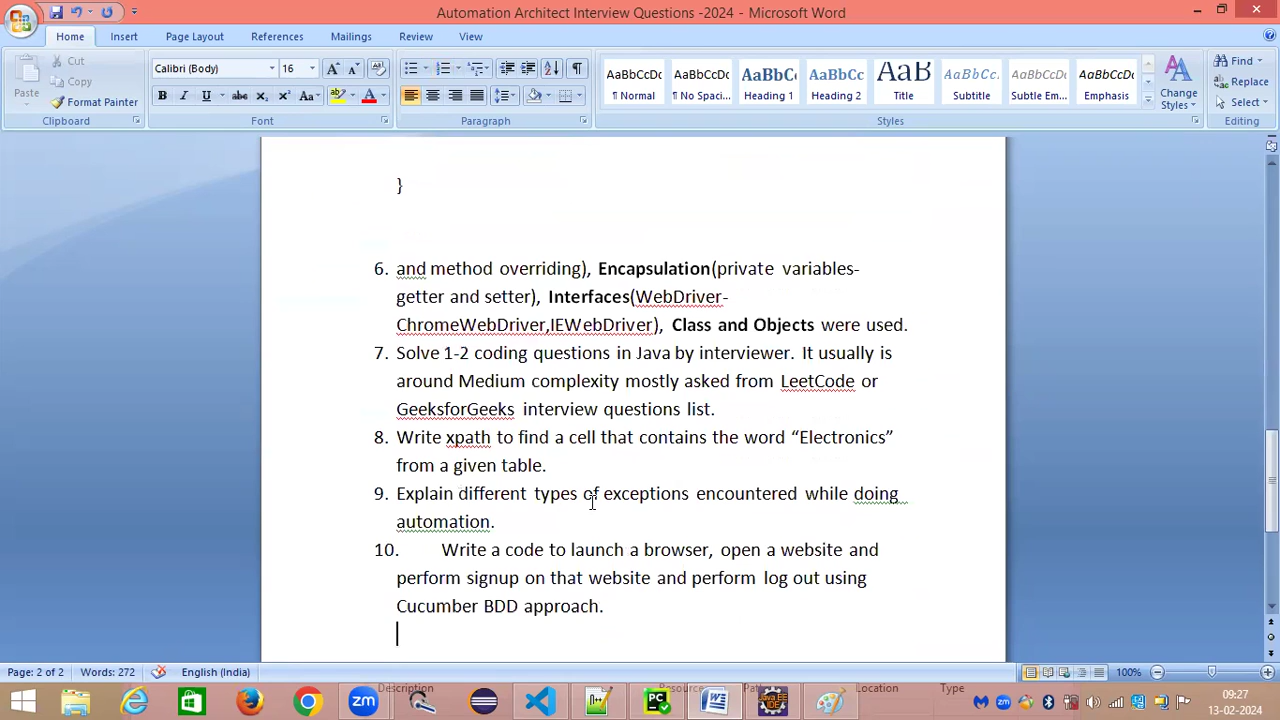 Automation Architect Interview Questions -2024 - Microsoft Word
Home Insert Page Layout References Mailings Review View
Paste
Cut
Copy
Format Painter
Clipboard
Calibri (Body) 16
Font
Paragraph
AaBbCcDc AaBbCcDc AaBbCc AaBbCc AaB AaBbCc AaBbCcDc AaBbCcDc
¶ Normal ¶ No Spaci... Heading 1 Heading 2 Title Subtitle Subtle Em... Emphasis
Styles
Change
Styles
Find
Replace
Select
Editing
}
6. and method overriding), Encapsulation(private variables-
getter and setter), Interfaces(WebDriver-
ChromeWebDriver,IEWebDriver), Class and Objects were used.
7. Solve 1-2 coding questions in Java by interviewer. It usually is
around Medium complexity mostly asked from LeetCode or
GeeksforGeeks interview questions list.
8. Write xpath to find a cell that contains the word “Electronics”
from a given table.
9. Explain different types of exceptions encountered while doing
automation.
10. Write a code to launch a browser, open a website and
perform signup on that website and perform log out using
Cucumber BDD approach.
Page: 2 of 2 Words: 272 English (India) 100%
Description Location Type
09:27
13-02-2024